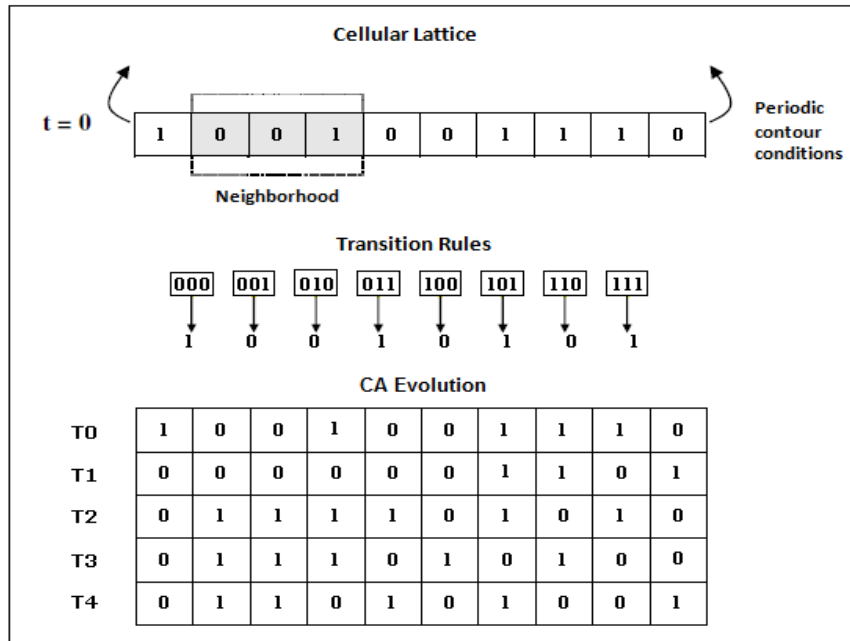 Cellular Lattice
t = 0 1 0 0 1 0 0 1 1 1 0
Periodic
contour
conditions
Neighborhood
Transition Rules
000 001 010 011 100 101 110 111
1 0 0 1 0 1 0 1
CA Evolution
T0 1 0 0 1 0 0 1 1 1 0
T1 0 0 0 0 0 0 1 1 0 1
T2 0 1 1 1 1 0 1 0 1 0
T3 0 1 1 1 0 1 0 1 0 0
T4 0 1 1 0 1 0 1 0 0 1